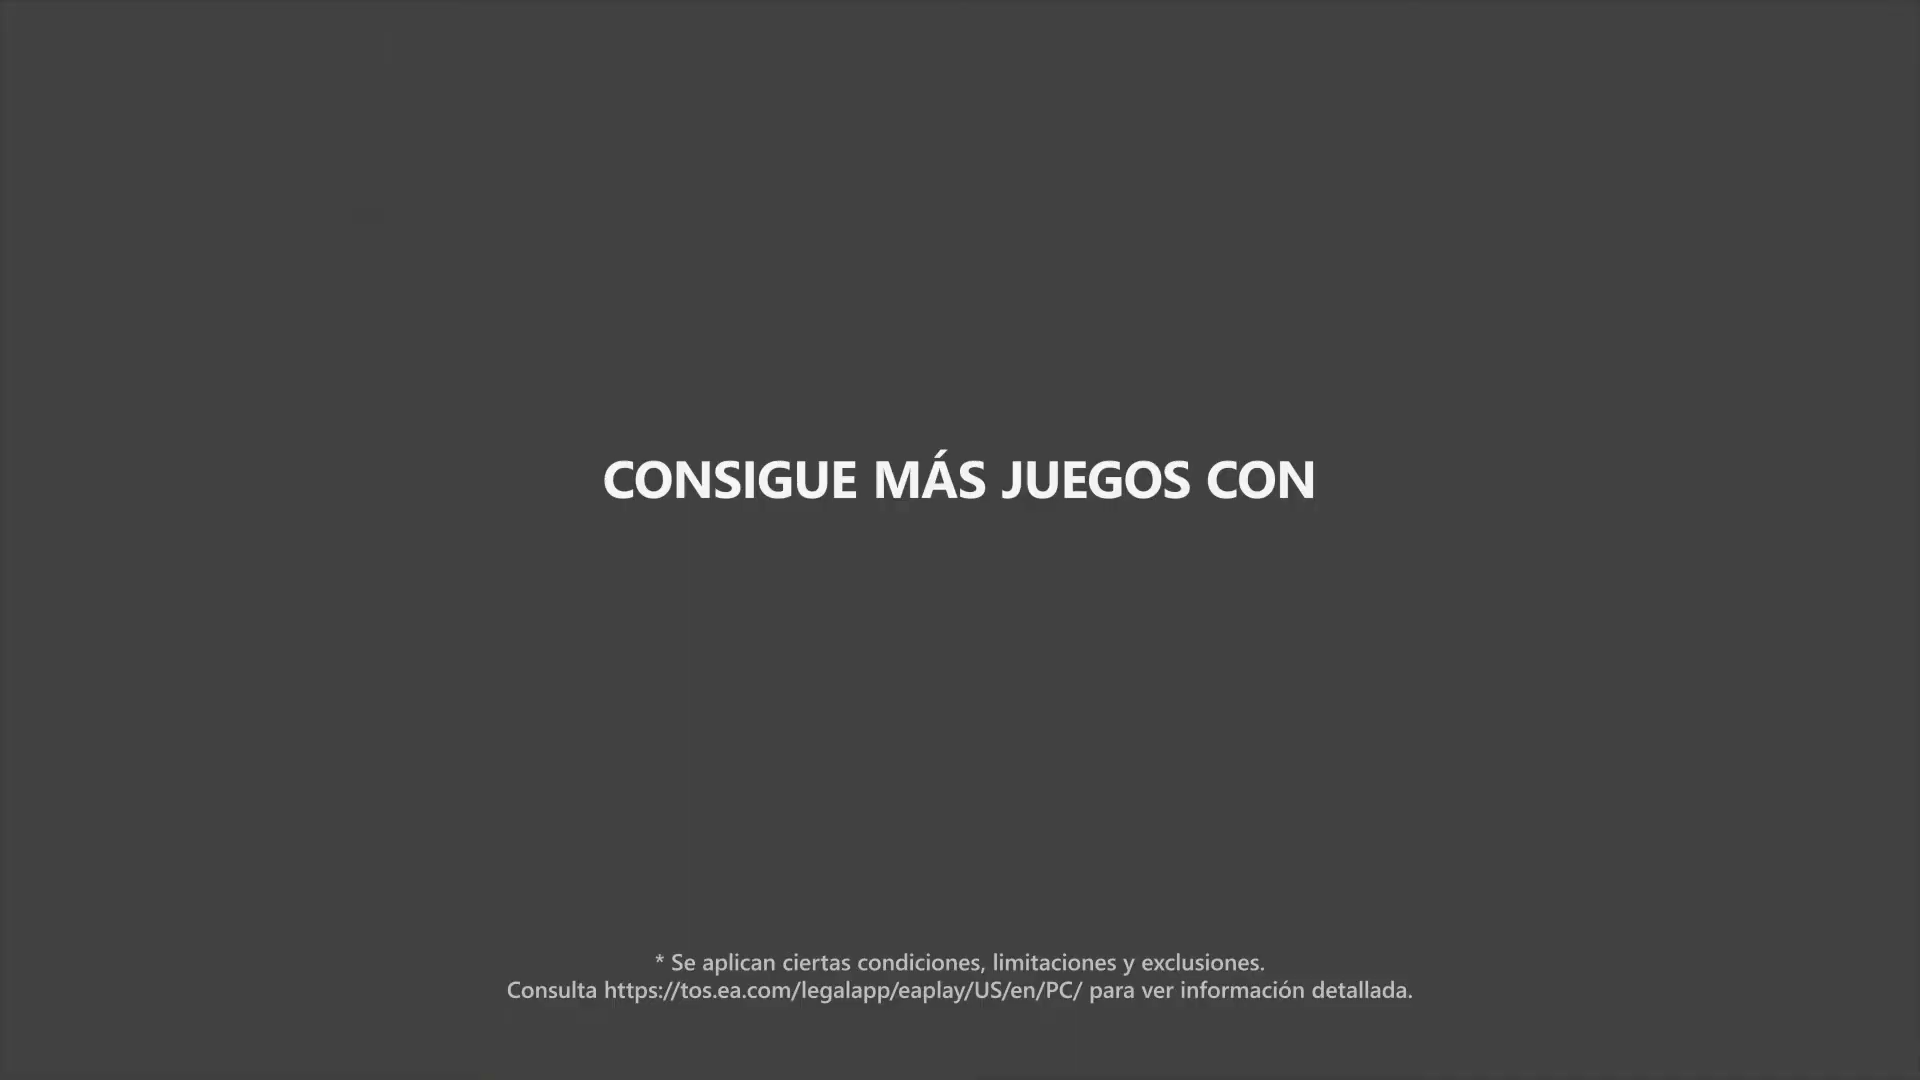 CONSIGUE MÁS JUEGOS CON
* Se aplican ciertas condiciones, limitaciones y exclusiones.
Consulta https://tos.ea.com/legalapp/eaplay/US/en/PC/ para ver información detallada.